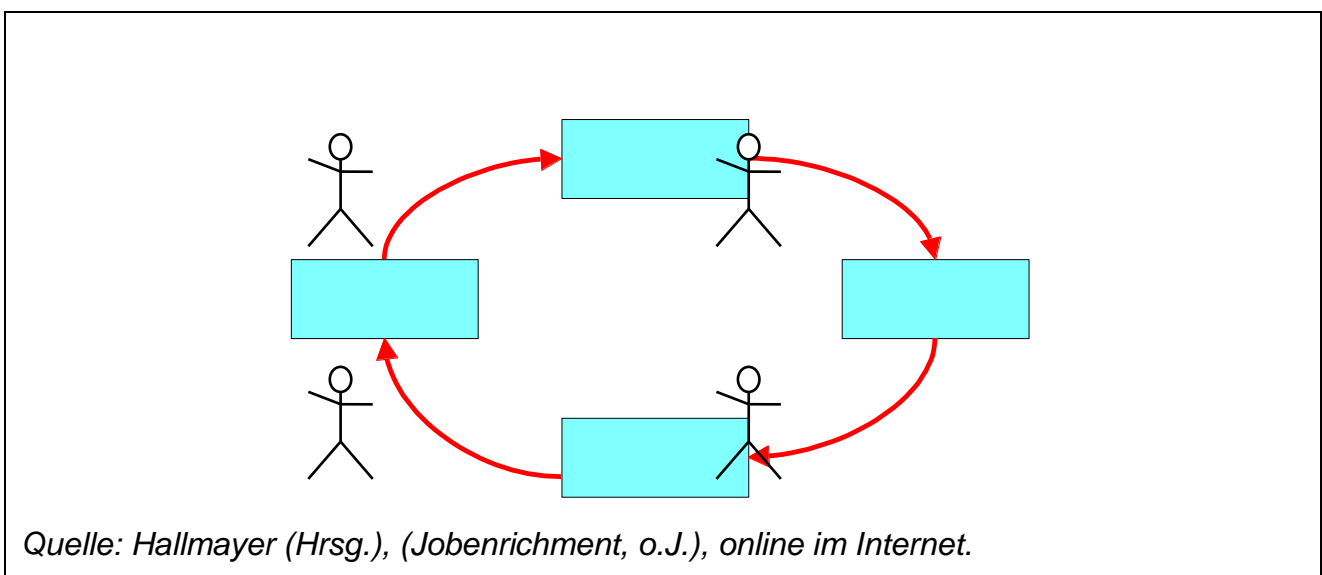 Quelle: Hallmayer (Hrsg.), (Jobenrichment, o.J.), online im Internet.